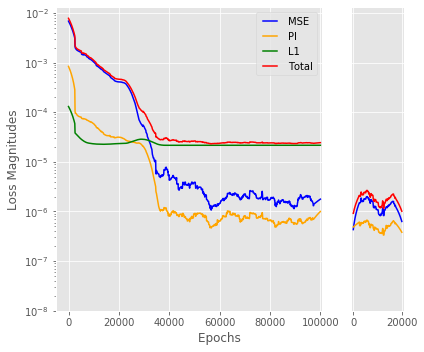 MSE
PI
L1
Total
10⁻²
10⁻³
10⁻⁴
10⁻⁵
10⁻⁶
10⁻⁷
10⁻⁸
Loss Magnitudes
0 20000 40000 60000 80000 100000 0 20000
Epochs